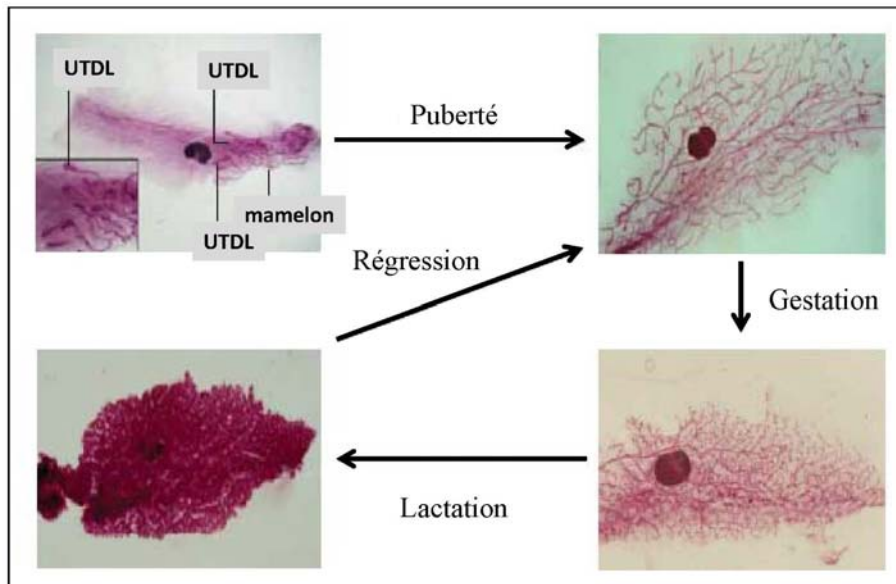 UTDL
UTDL
Puberté
mamelon
UTDL
Régression
Gestation
Lactation